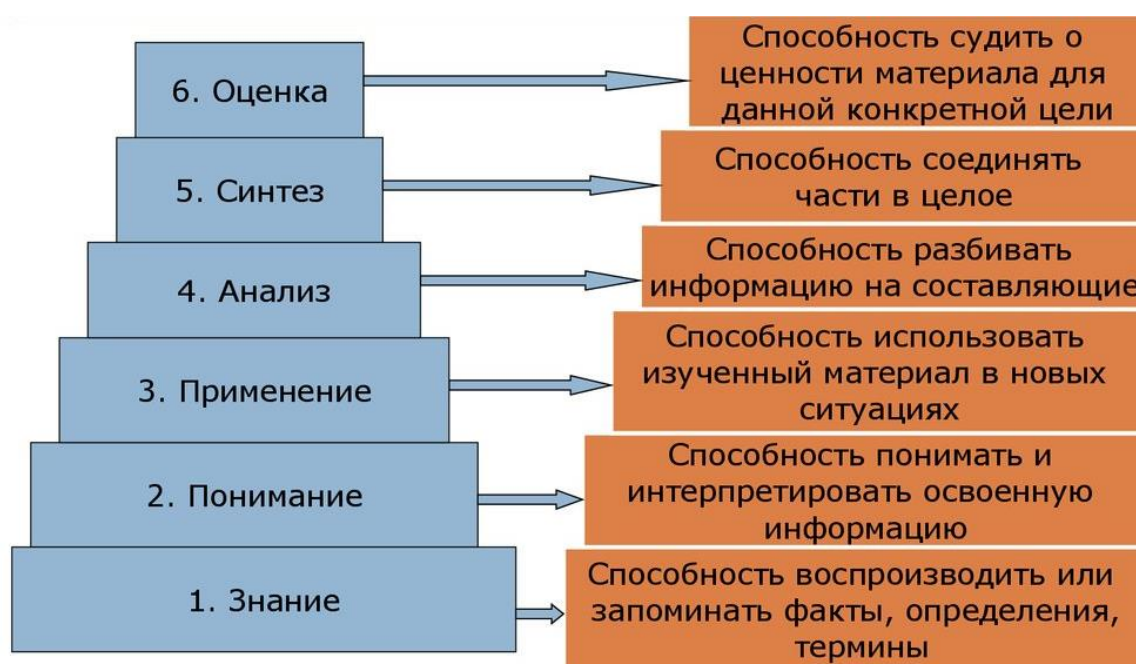 6. Оценка
Способность судить о
ценности материала для
данной конкретной цели
5. Синтез
Способность соединять
части в целое
4. Анализ
Способность разбивать
информацию на составляющие
3. Применение
Способность использовать
изученный материал в новых
ситуациях
2. Понимание
Способность понимать и
интерпретировать освоенную
информацию
1. Знание
Способность воспроизводить или
запоминать факты, определения,
термины